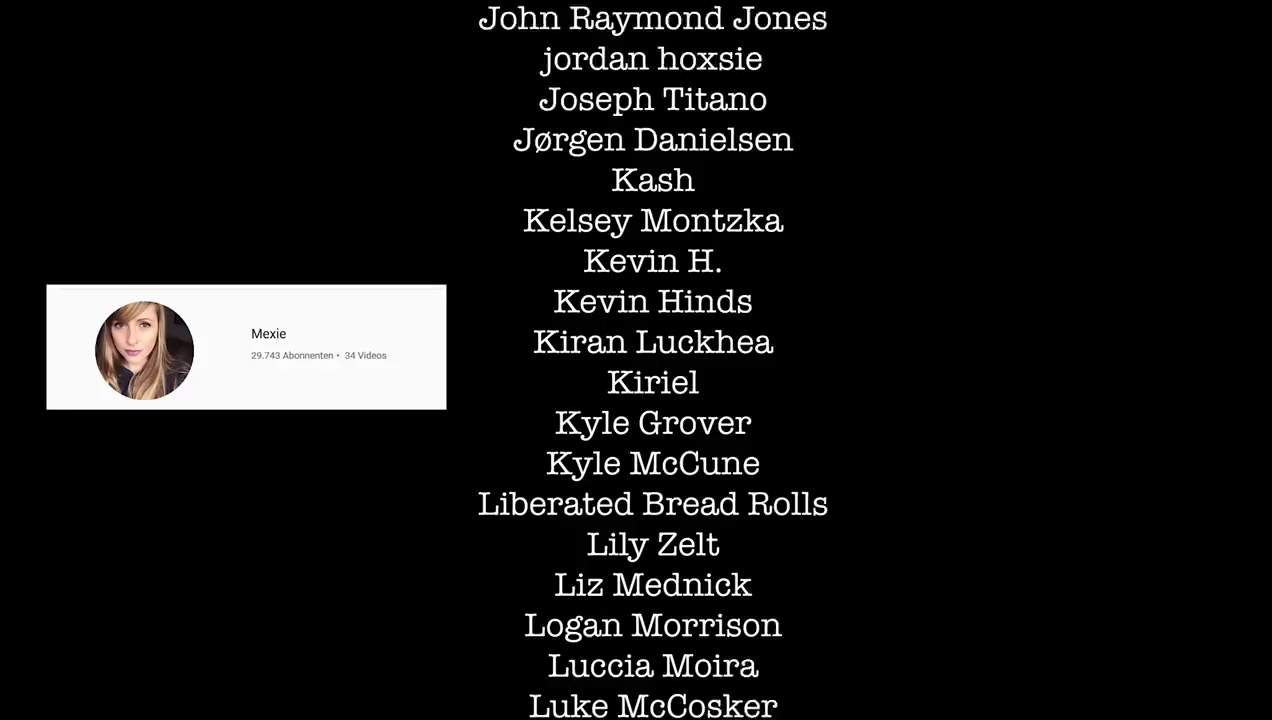 John Raymond Jones
jordan hoxsie
Joseph Titano
Jørgen Danielsen
Kash
Kelsey Montzka
Kevin H.
Kevin Hinds
Kiran Luckhea
Kiriel
Kyle Grover
Kyle McCune
Liberated Bread Rolls
Lily Zelt
Liz Mednick
Logan Morrison
Luccia Moira
Luke McCosker
Mexie
29.743 Abonnenten • 34 Videos